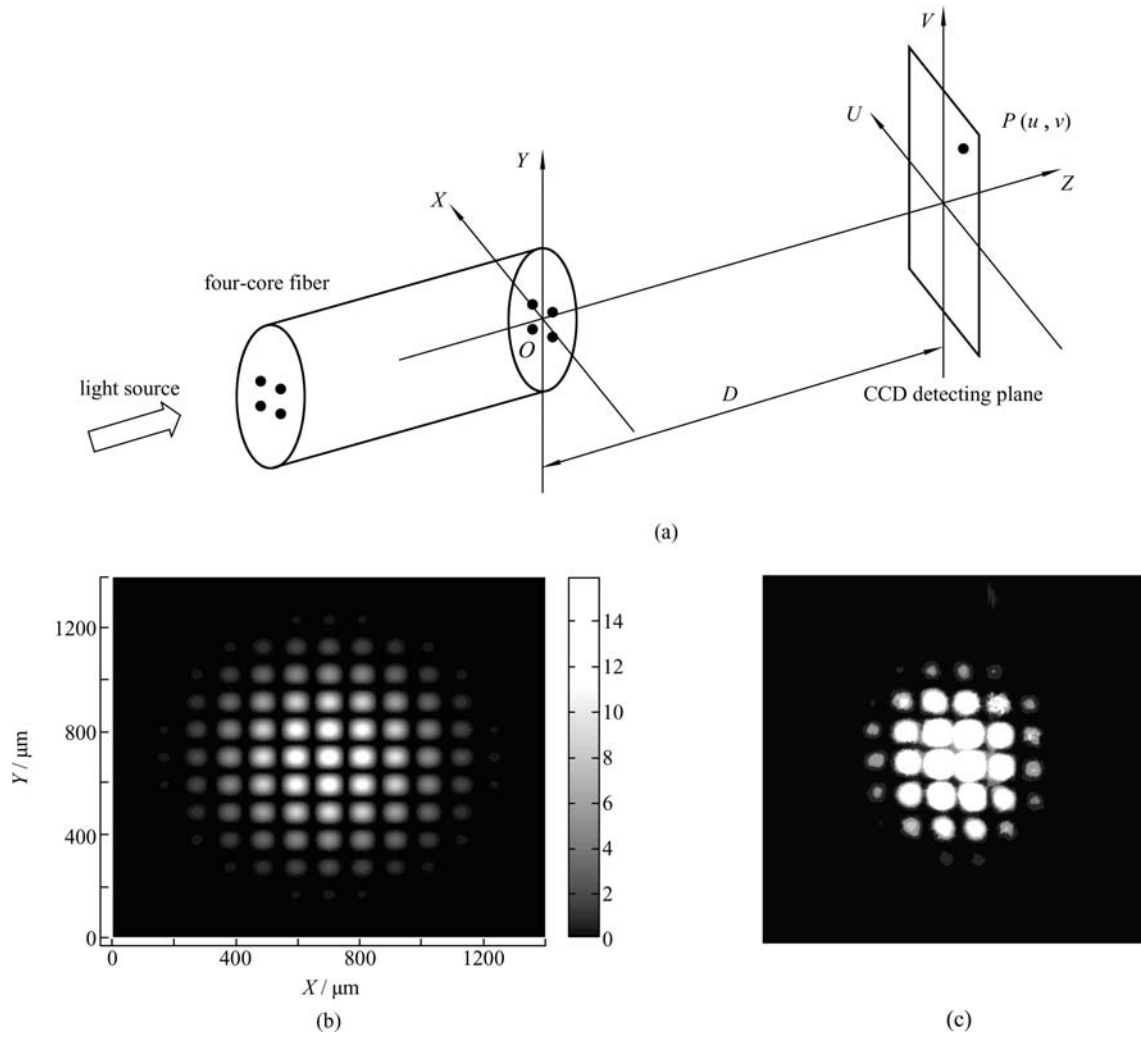 V
U
P (u , v)
Y
X
Z
four-core fiber
O
light source
D
CCD detecting plane
(a)
1200
800
400
0
Y / μm
0
400
800
1200
X / μm
14
12
10
8
6
4
2
0
(b)
(c)